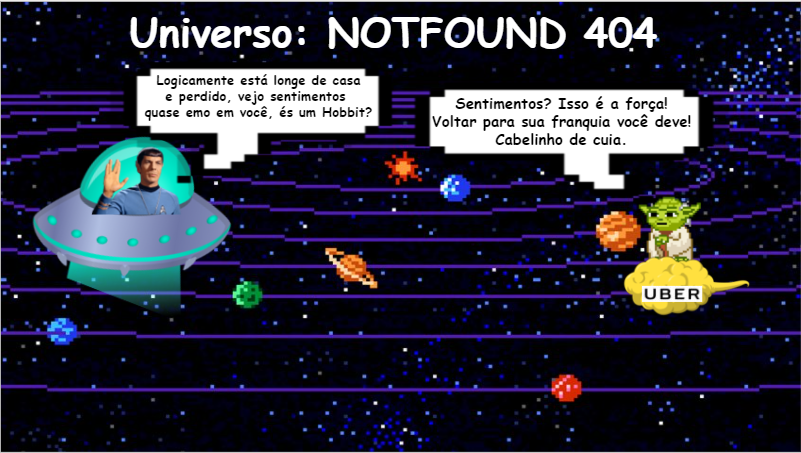 Universo: NOTFOUND 404
Logicamente está longe de casa
e perdido, vejo sentimentos
quase emo em você, és um Hobbit?
Sentimentos? Isso é a força!
Voltar para sua franquia você deve!
Cabelinho de cuia.
UBER